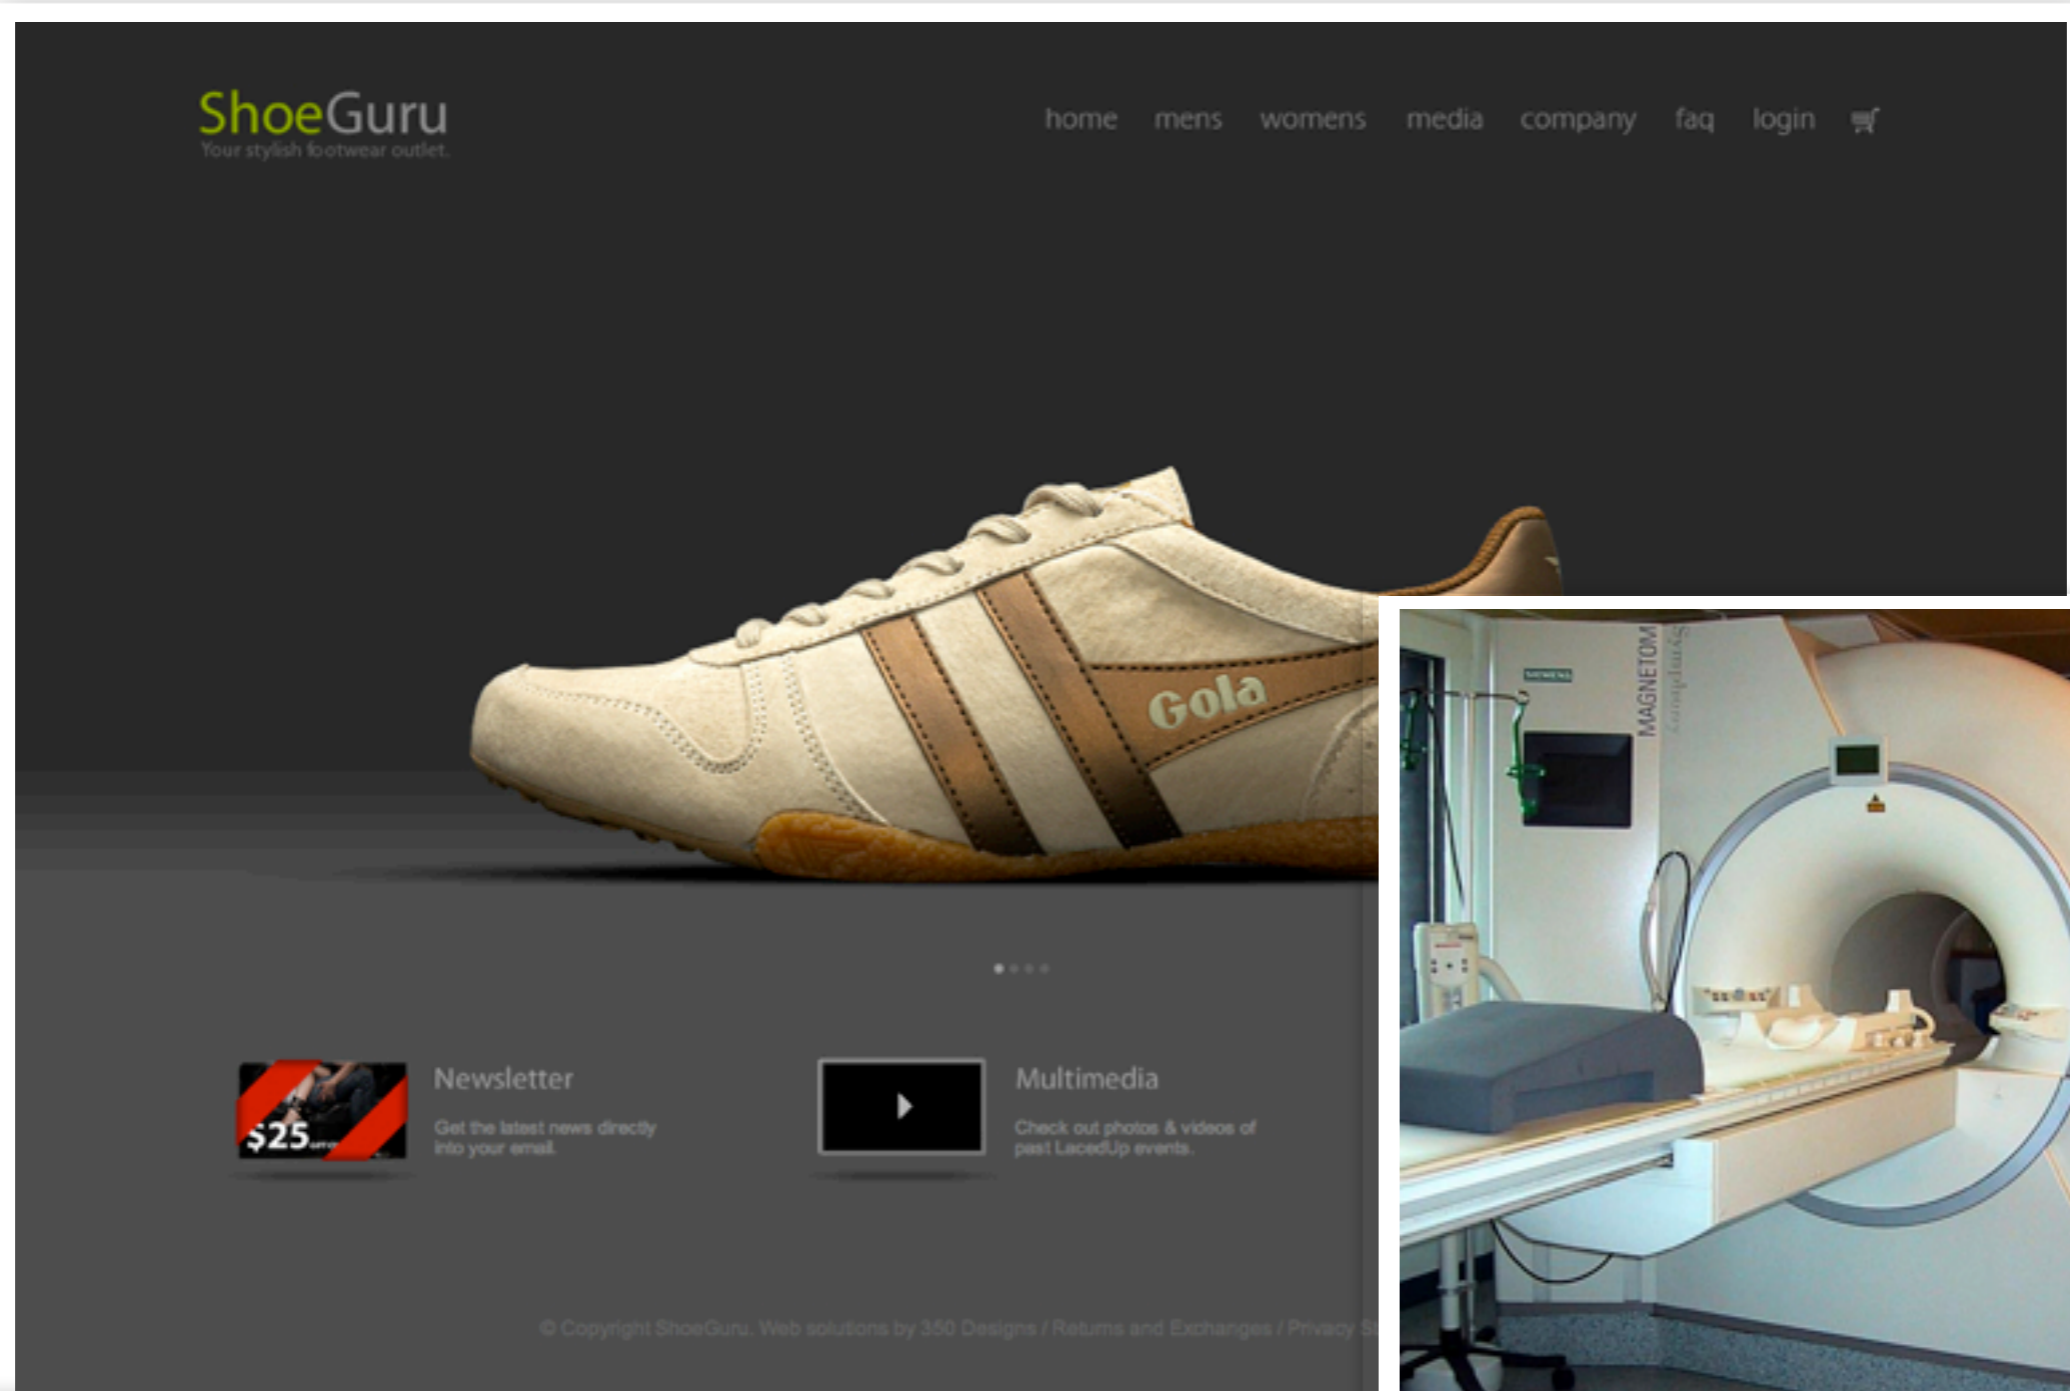 ShoeGuru
Your stylish footwear outlet.
home mens womens media company faq login
Gola
SIEMENS
MAGNETOM
Symphony
$25
Newsletter
Get the latest news directly
into your email.
Multimedia
Check out photos & videos of
past LacedUp events.
© Copyright ShoeGuru. Web solutions by 350 Designs / Returns and Exchanges / Privacy